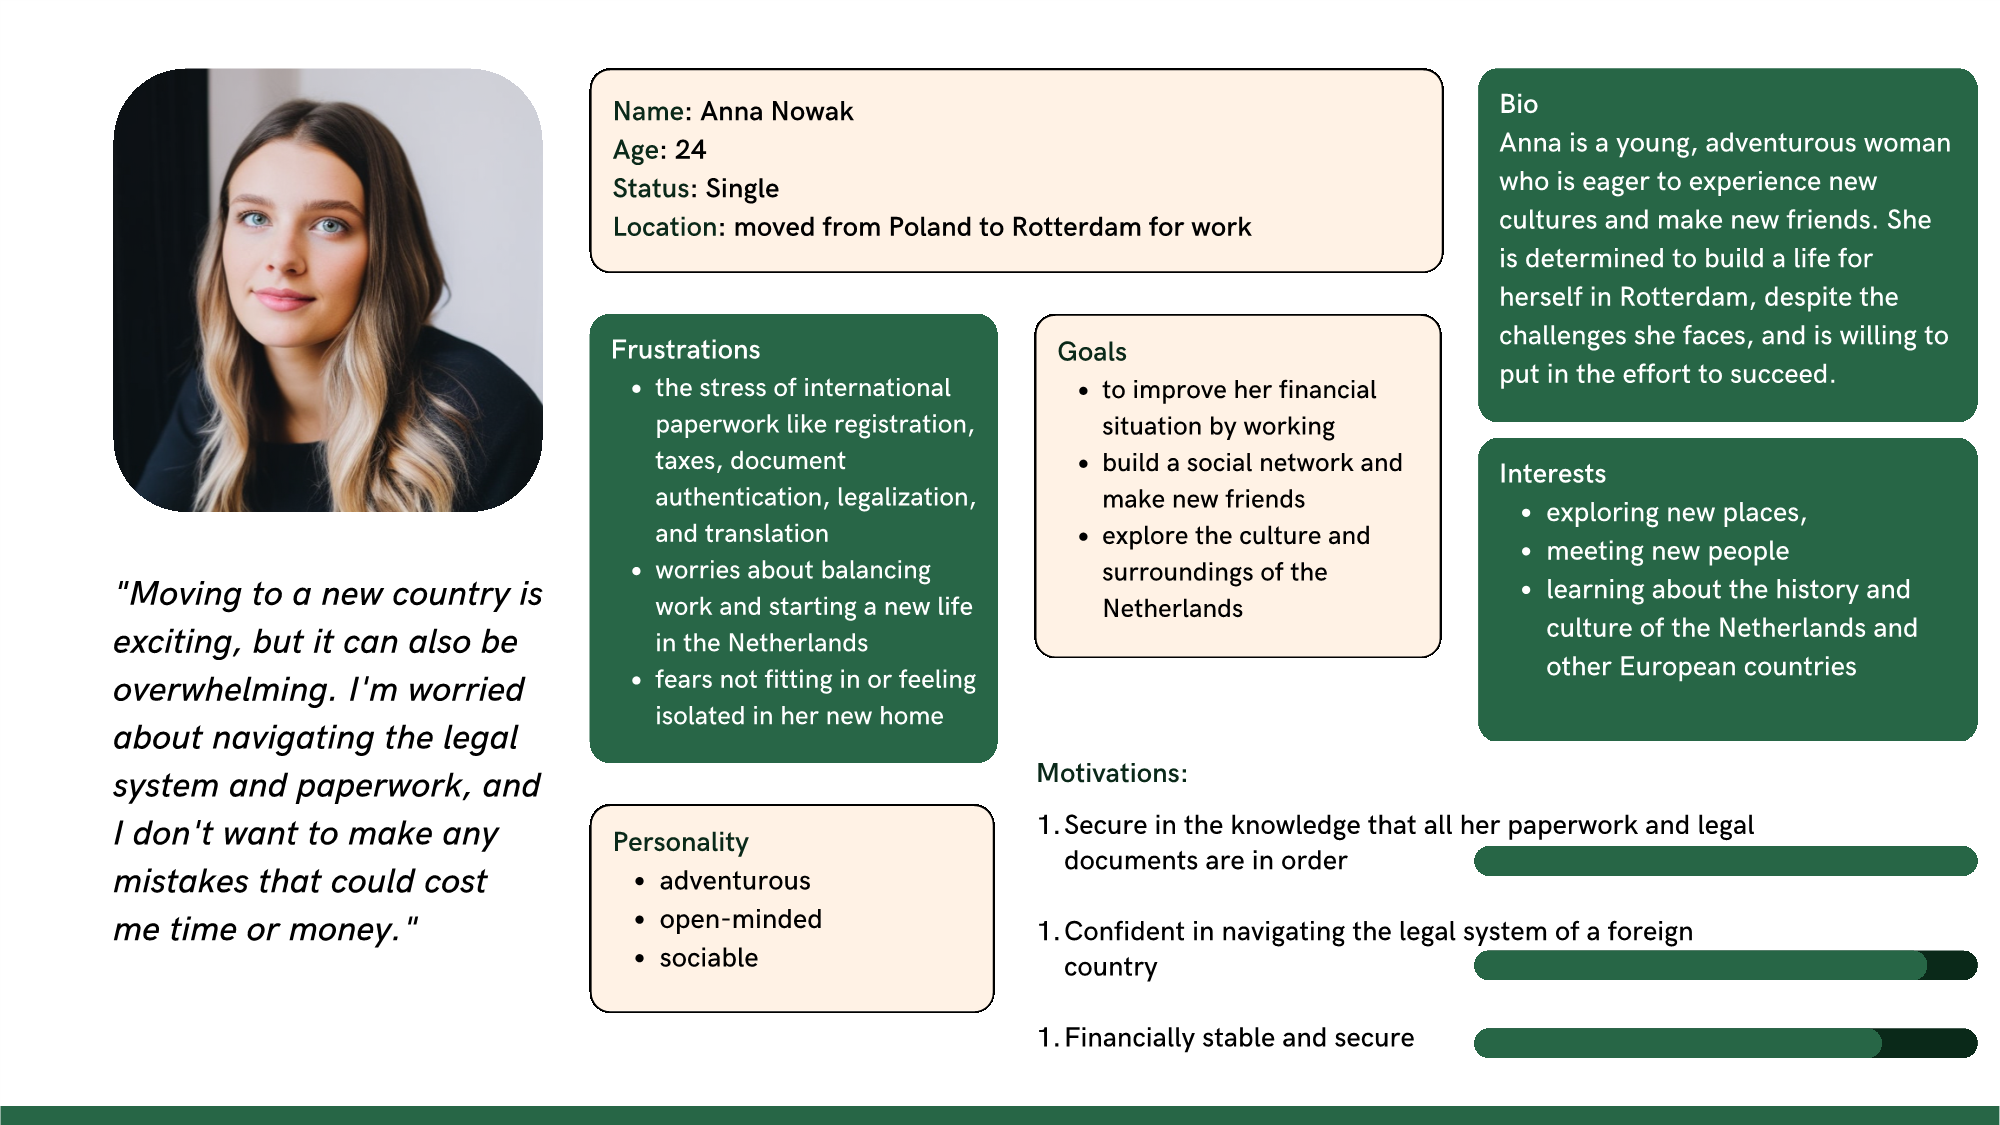 Name: Anna Nowak
Age: 24
Status: Single
Location: moved from Poland to Rotterdam for work
Bio
Anna is a young, adventurous woman
who is eager to experience new
cultures and make new friends. She
is determined to build a life for
herself in Rotterdam, despite the
challenges she faces, and is willing to
put in the effort to succeed.
Frustrations
• the stress of international
paperwork like registration,
taxes, document
authentication, legalization,
and translation
• worries about balancing
work and starting a new life
in the Netherlands
• fears not fitting in or feeling
isolated in her new home
Goals
• to improve her financial
situation by working
• build a social network and
make new friends
• explore the culture and
surroundings of the
Netherlands
Interests
• exploring new places,
• meeting new people
• learning about the history and
culture of the Netherlands and
other European countries
"Moving to a new country is
exciting, but it can also be
overwhelming. I'm worried
about navigating the legal
system and paperwork, and
I don't want to make any
mistakes that could cost
me time or money."
Personality
• adventurous
• open-minded
• sociable
Motivations:
1. Secure in the knowledge that all her paperwork and legal
documents are in order
1. Confident in navigating the legal system of a foreign
country
1. Financially stable and secure